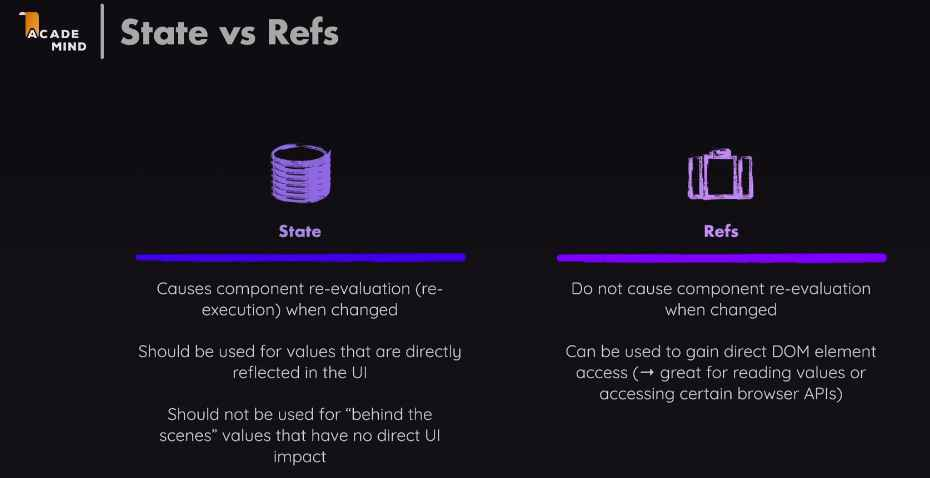 ACADE
MIND
State vs Refs
State
Causes component re-evaluation (re-
execution) when changed
Should be used for values that are directly
reflected in the UI
Should not be used for “behind the
scenes” values that have no direct UI
impact
Refs
Do not cause component re-evaluation
when changed
Can be used to gain direct DOM element
access (→ great for reading values or
accessing certain browser APIs)